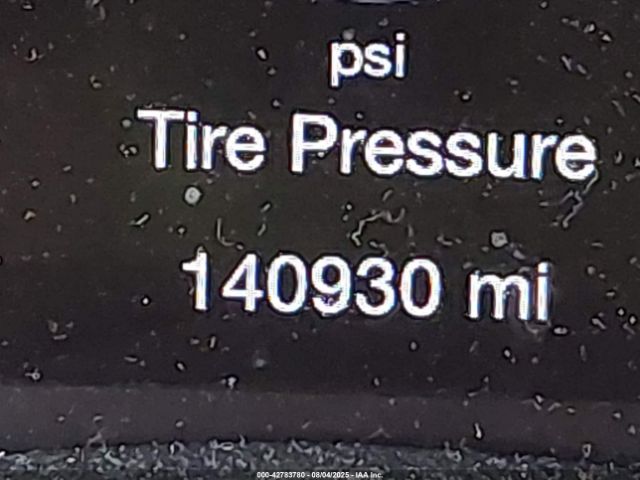 psi
Tire Pressure
140930 mi
000-42783780 - 08/04/2025 - IAA Inc.